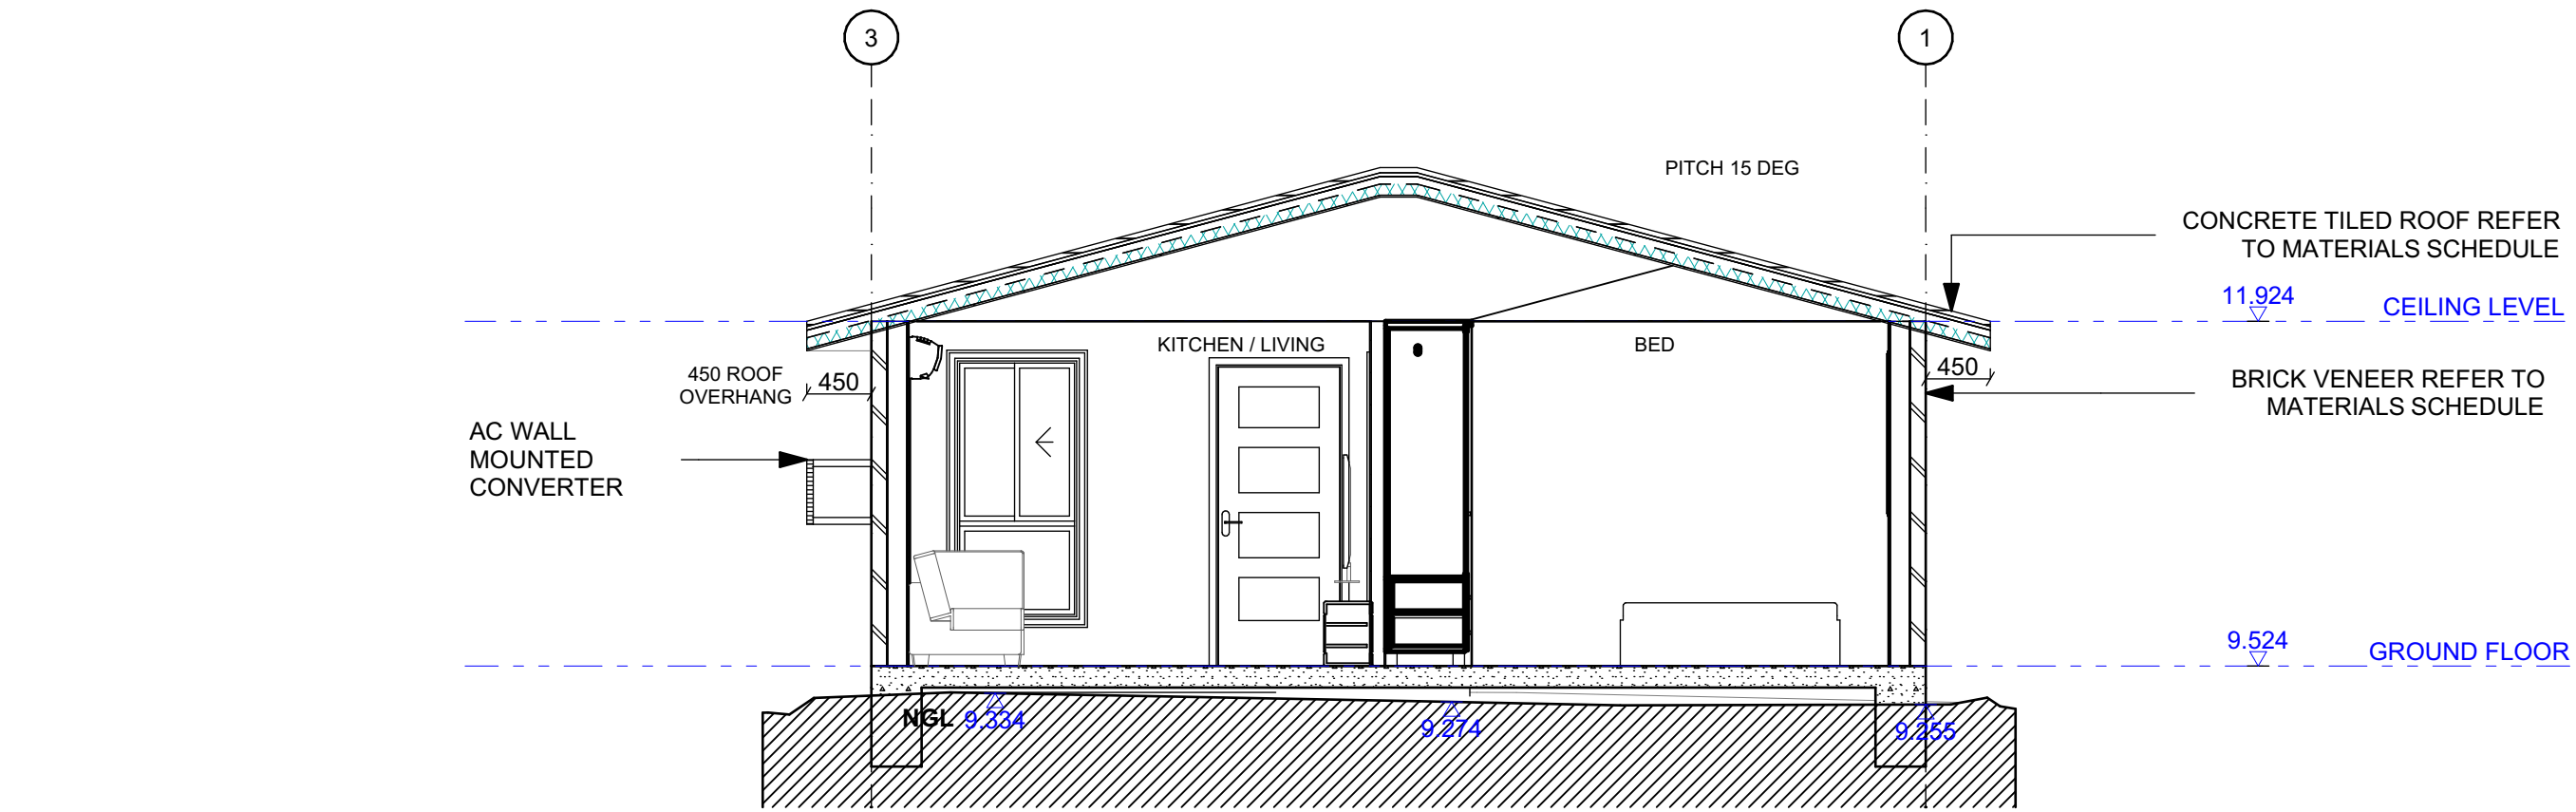 3
1
PITCH 15 DEG
CONCRETE TILED ROOF REFER
TO MATERIALS SCHEDULE
11.924
CEILING LEVEL
KITCHEN / LIVING
BED
450 ROOF
OVERHANG
450
450
BRICK VENEER REFER TO
MATERIALS SCHEDULE
AC WALL
MOUNTED
CONVERTER
9.524
GROUND FLOOR
NGL 9.334
9.274
9.255